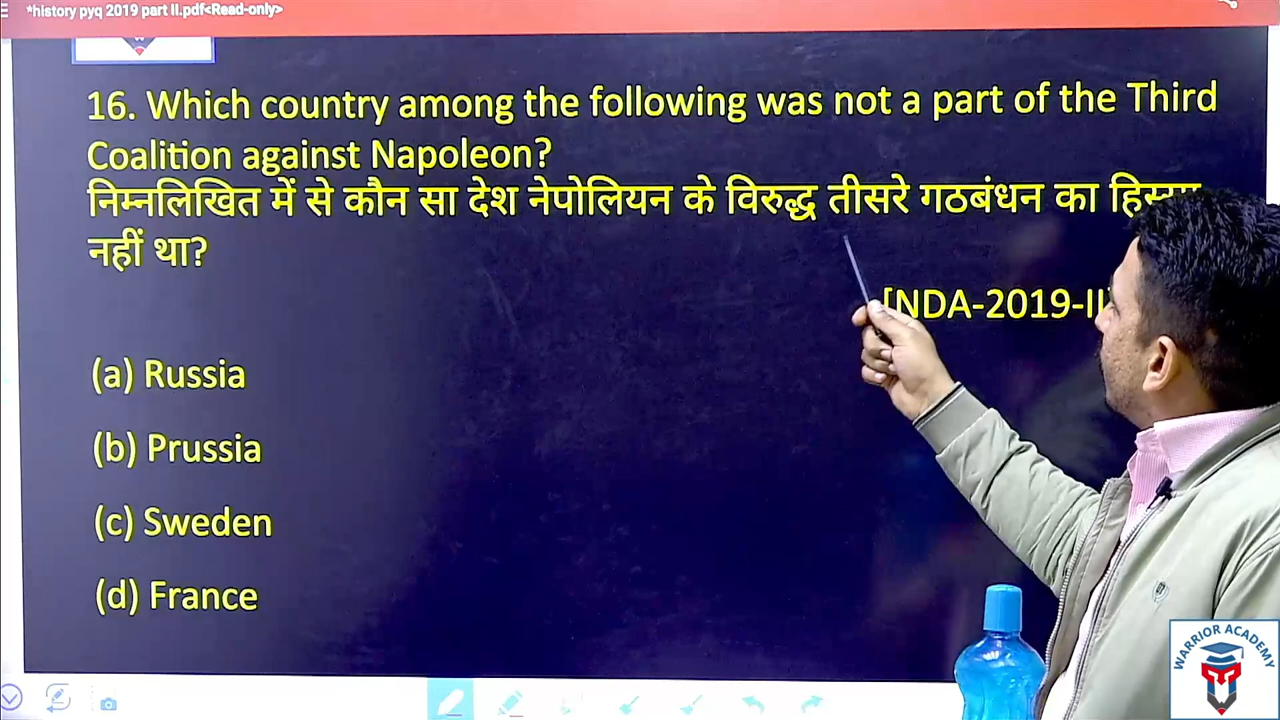 *history pyq 2019 part II.pdf<Read-only>
16. Which country among the following was not a part of the Third
Coalition against Napoleon?
निम्नलिखित में से कौन सा देश नेपोलियन के विरुद्ध तीसरे गठबंधन का
नहीं था?
[NDA-2019-II
(a) Russia
(b) Prussia
(c) Sweden
(d) France
WARRIOR ACADEMY